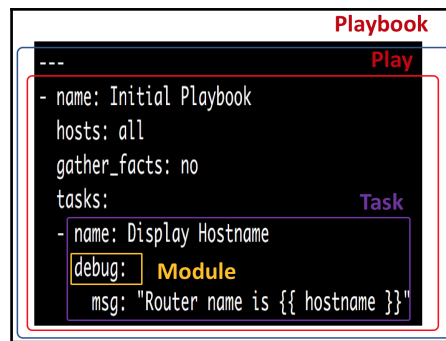 Playbook
---
Play
- name: Initial Playbook
hosts: all
gather_facts: no
tasks:
Task
- name: Display Hostname
debug:
Module
msg: "Router name is {{ hostname }}"